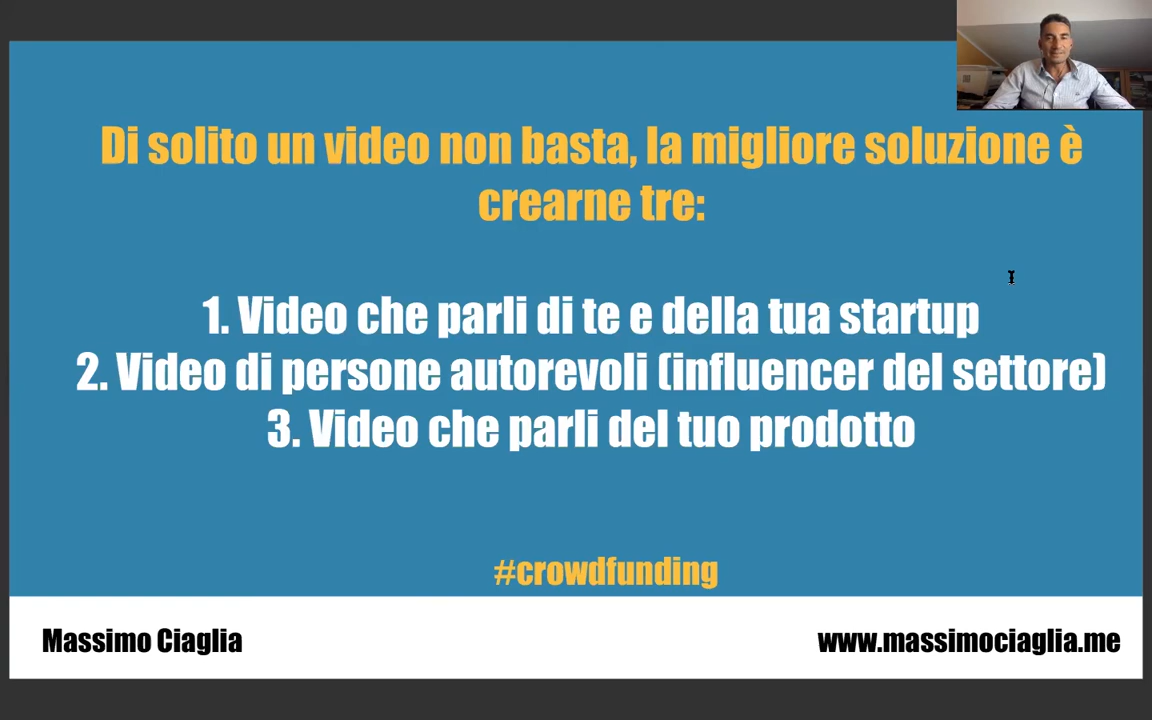 Di solito un video non basta, la migliore soluzione è
crearne tre:
1. Video che parli di te e della tua startup
2. Video di persone autorevoli (influencer del settore)
3. Video che parli del tuo prodotto
#crowdfunding
Massimo Ciaglia
www.massimociaglia.me